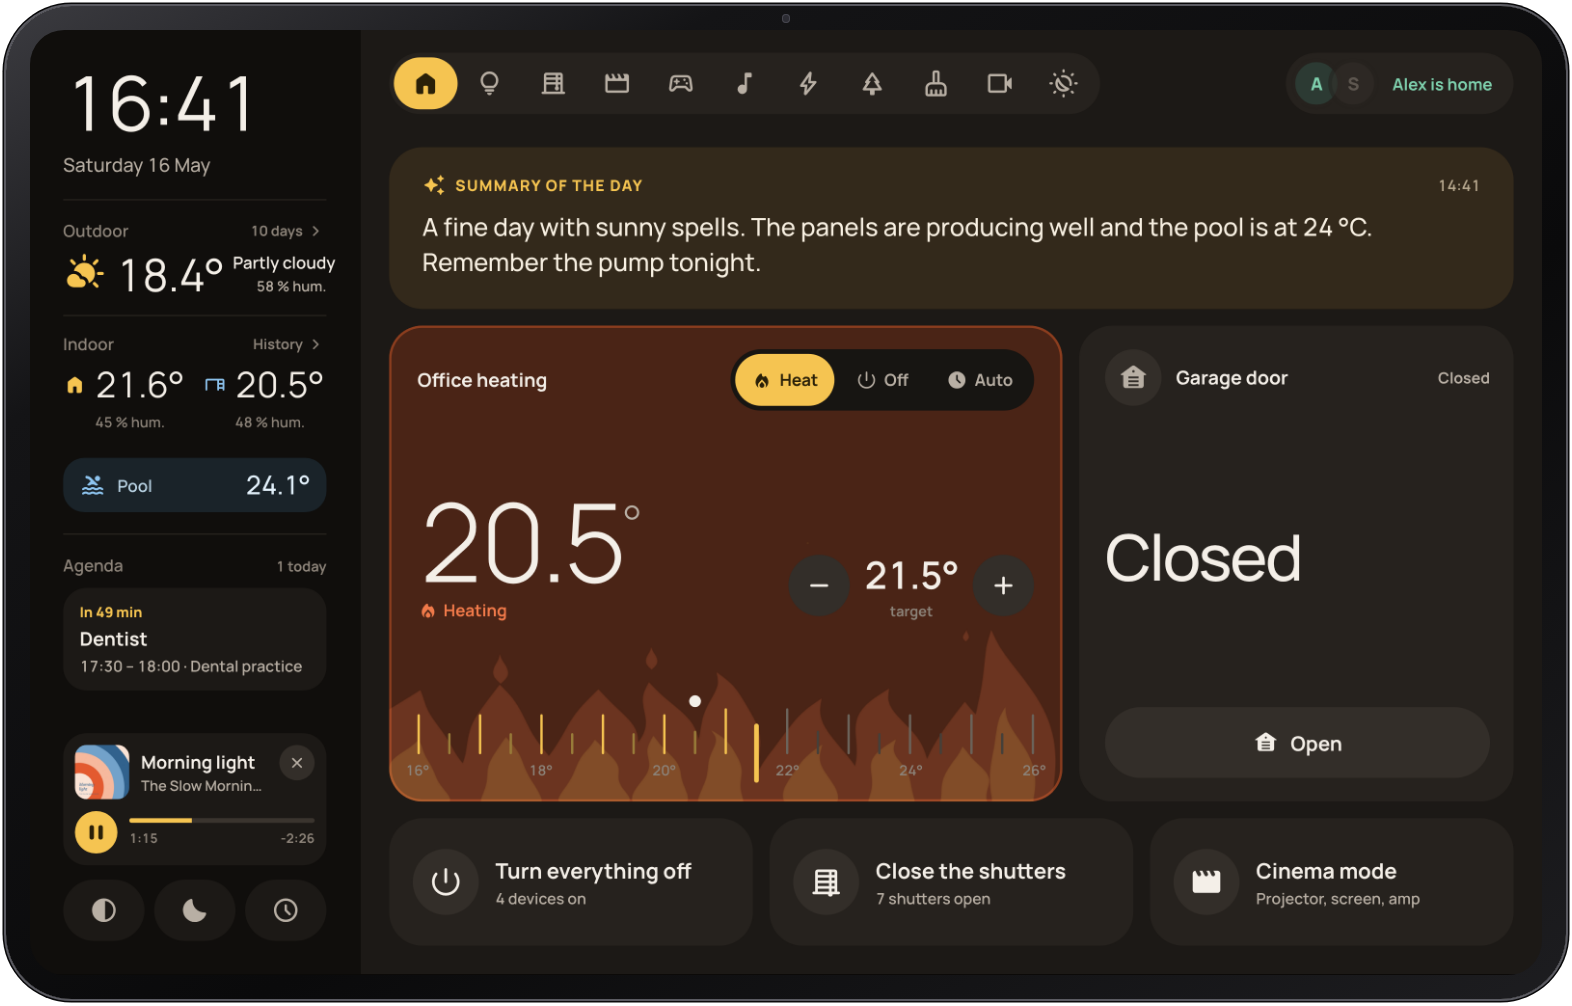 16:41
Saturday 16 May
Outdoor
10 days
18.4°
Partly cloudy
58 % hum.
Indoor
History
21.6°
20.5°
45 % hum.
48 % hum.
Pool
24.1°
Agenda
1 today
In 49 min
Dentist
17:30 – 18:00 · Dental practice
Morning light
The Slow Mornin…
1:15
-2:26
A
S
Alex is home
SUMMARY OF THE DAY
14:41
A fine day with sunny spells. The panels are producing well and the pool is at 24 °C.
Remember the pump tonight.
Office heating
Heat
Off
Auto
20.5°
Heating
21.5°
target
16°
18°
20°
22°
24°
26°
Garage door
Closed
Closed
Open
Turn everything off
4 devices on
Close the shutters
7 shutters open
Cinema mode
Projector, screen, amp